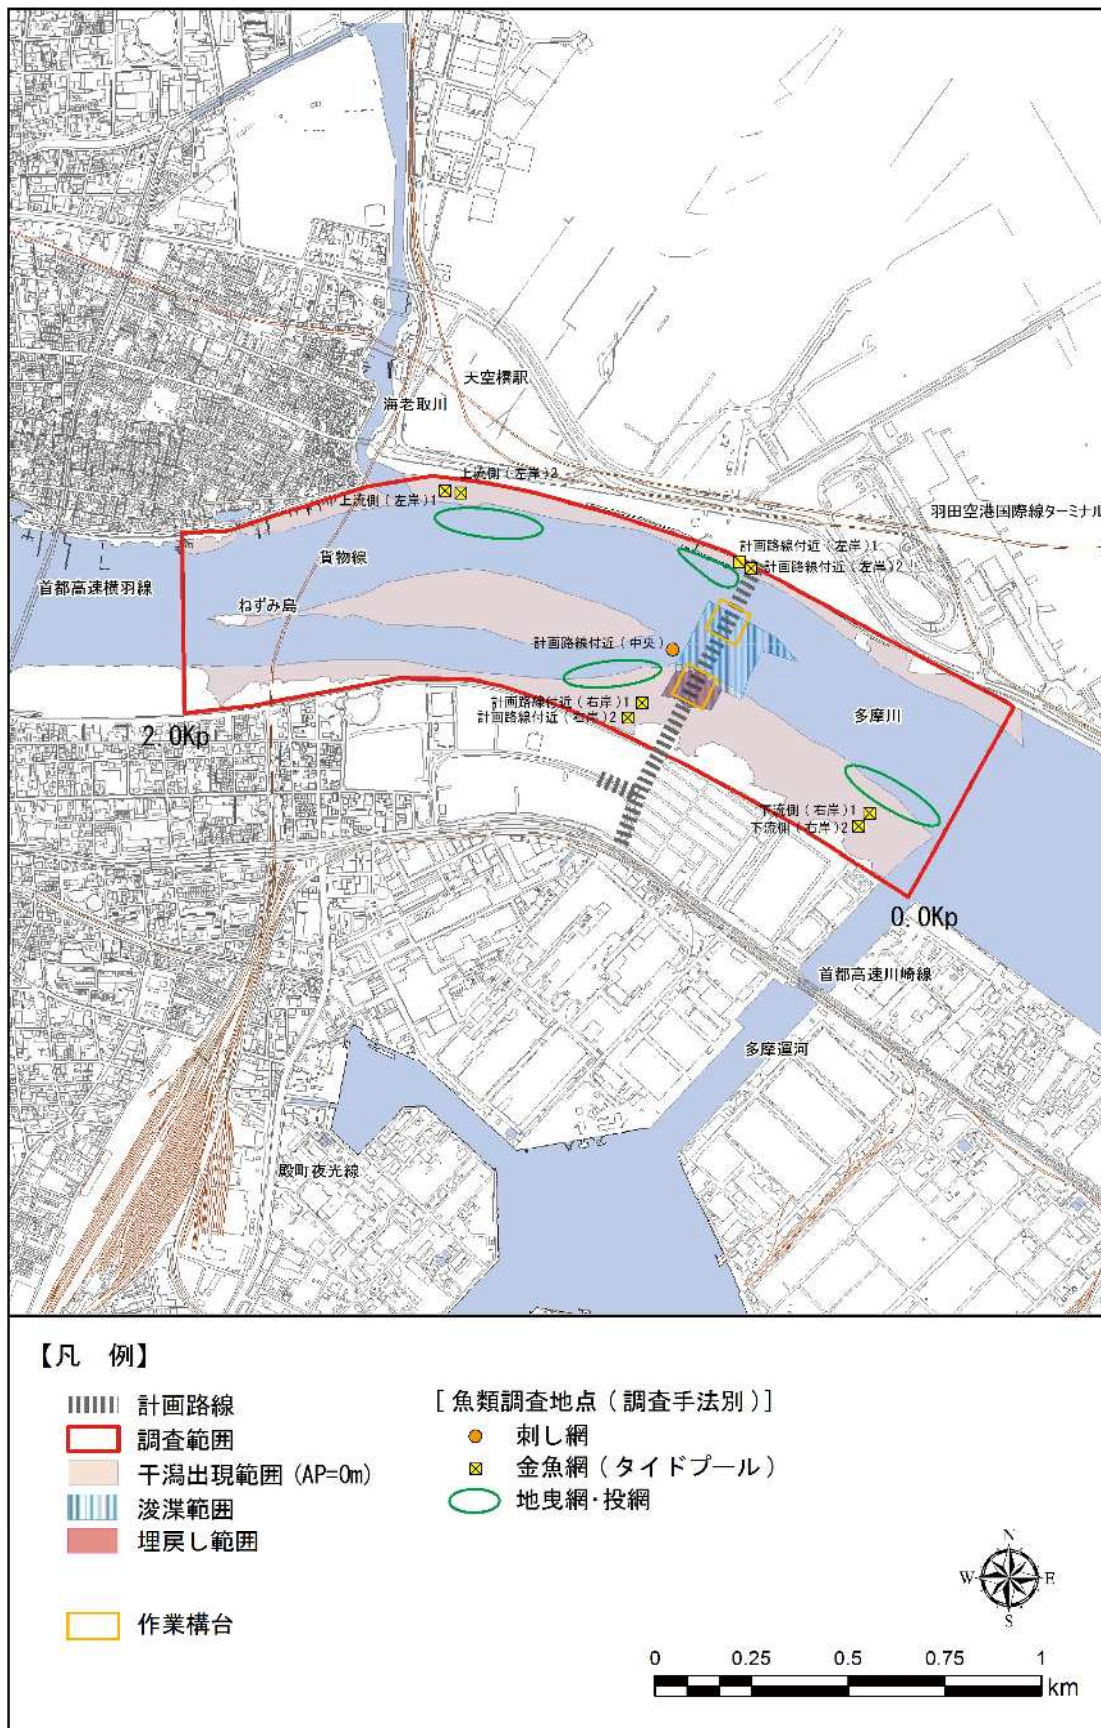 天空橋駅
海老取川
上流側(左岸)2
上流側(左岸)1
羽田空港国際線ターミナル
計画路線付近(左岸)1
計画路線付近(左岸)2
貨物線
首都高速横羽線
ねずみ島
計画路線付近(中央)
計画路線付近(右岸)1
計画路線付近(右岸)2
多摩川
2.0Kp
下流側(右岸)1
下流側(右岸)2
0.0Kp
首都高速川崎線
多摩運河
殿町夜光線
【凡 例】
計画路線
調査範囲
干潟出現範囲(AP=0m)
浚渫範囲
埋戻し範囲
作業構台
[魚類調査地点(調査手法別)]
刺し網
金魚網(タイドプール)
地曳網・投網
N
W E
S
0 0.25 0.5 0.75 1
km